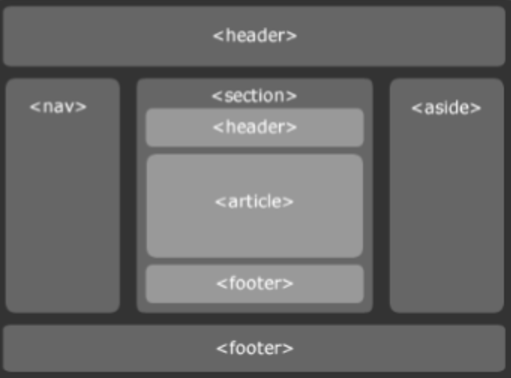 <header>
<nav>
<section>
<header>
<article>
<footer>
<aside>
<footer>